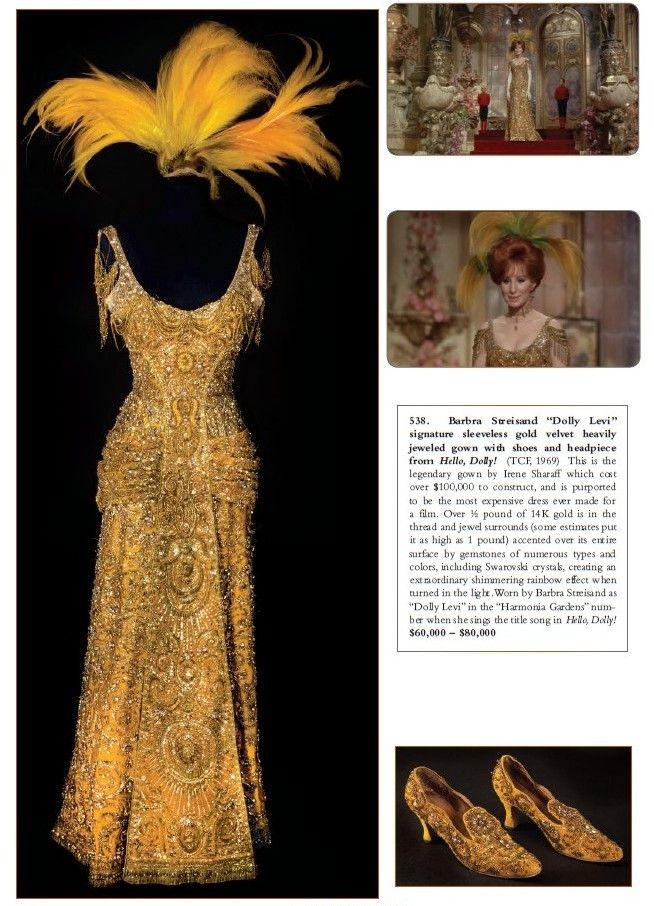 538. Barbra Streisand “Dolly Levi”
signature sleeveless gold velvet heavily
jeweled gown with shoes and headpiece
from Hello, Dolly! (TCF, 1969) This is the
legendary gown by Irene Sharaff which cost
over $100,000 to construct, and is purported
to be the most expensive dress ever made for
a film. Over ½ pound of 14K gold is in the
thread and jewel surrounds (some estimates put
it as high as 1 pound) accented over its entire
surface by gemstones of numerous types and
colors, including Swarovski crystals, creating an
extraordinary shimmering rainbow effect when
turned in the light. Worn by Barbra Streisand as
“Dolly Levi” in the “Harmonia Gardens” num-
ber when she sings the title song in Hello, Dolly!
$60,000 – $80,000